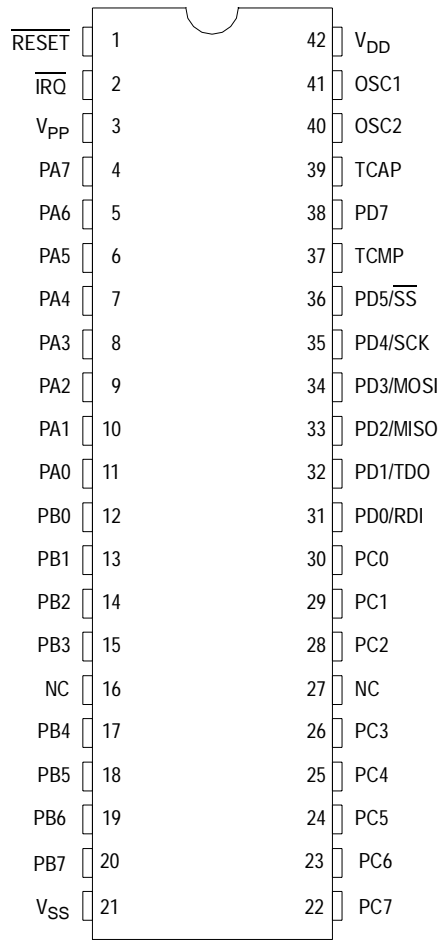 RESET 1 42 VDD
IRQ 2 41 OSC1
VPP 3 40 OSC2
PA7 4 39 TCAP
PA6 5 38 PD7
PA5 6 37 TCMP
PA4 7 36 PD5/SS
PA3 8 35 PD4/SCK
PA2 9 34 PD3/MOSI
PA1 10 33 PD2/MISO
PA0 11 32 PD1/TDO
PB0 12 31 PD0/RDI
PB1 13 30 PC0
PB2 14 29 PC1
PB3 15 28 PC2
NC 16 27 NC
PB4 17 26 PC3
PB5 18 25 PC4
PB6 19 24 PC5
PB7 20 23 PC6
VSS 21 22 PC7